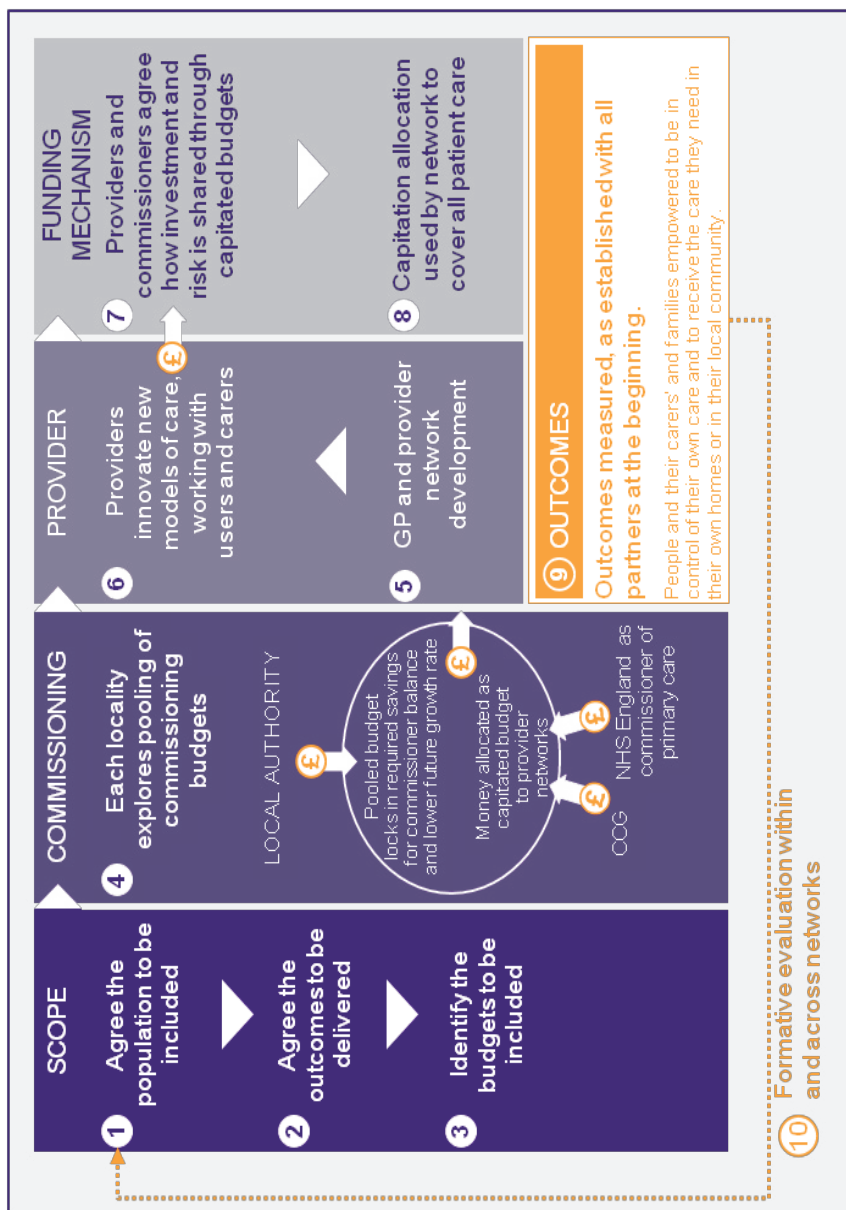 SCOPE
1
Agree the
population to be
included
2
Agree the
outcomes to be
delivered
3
Identify the
budgets to be
included
COMMISSIONING
4
Each locality
explores pooling of
commissioning
budgets
LOCAL AUTHORITY
£
Pooled budget
locks in required savings
for commissioner balance
and lower future growth rate
£
Money allocated as
capitated budget
to provider
networks
£
£
CCG
NHS England as
commissioner of
primary care
PROVIDER
6
Providers
innovate new
models of care,
working with
users and carers
£
5
GP and provider
network
development
FUNDING
MECHANISM
7
Providers and
commissioners agree
how investment and
risk is shared through
capitated budgets
8
Capitation allocation
used by network to
cover all patient care
9 OUTCOMES
Outcomes measured, as established with all
partners at the beginning.
People and their carers' and families empowered to be in
control of their own care and to receive the care they need in
their own homes or in their local community.
10
Formative evaluation within
and across networks